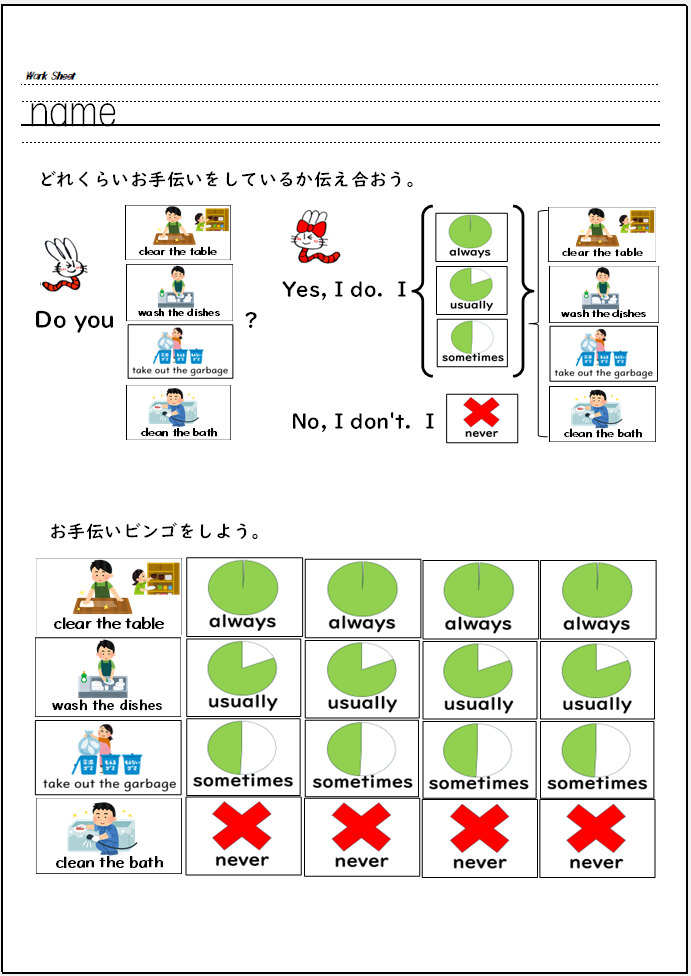 Work Sheet
name
どれくらいお手伝いをしているか伝え合おう。
Do you
clear the table
wash the dishes
take out the garbage
clean the bath
?
Yes, I do. I
always
usually
sometimes
clear the table
wash the dishes
take out the garbage
clean the bath
No, I don't. I
never
お手伝いビンゴをしよう。
clear the table always always always always
wash the dishes usually usually usually usually
take out the garbage sometimes sometimes sometimes sometimes
clean the bath never never never never